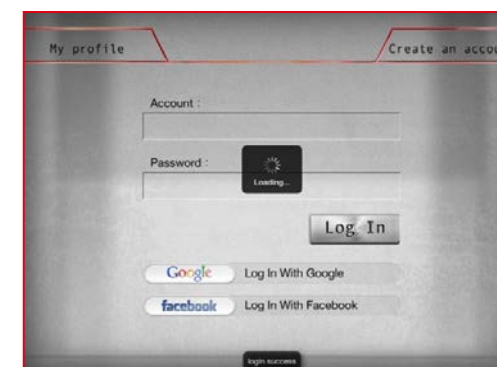 My profile
Create an accou
Account :
Password :
Loading...
Log In
Google Log In With Google
facebook Log In With Facebook
login success